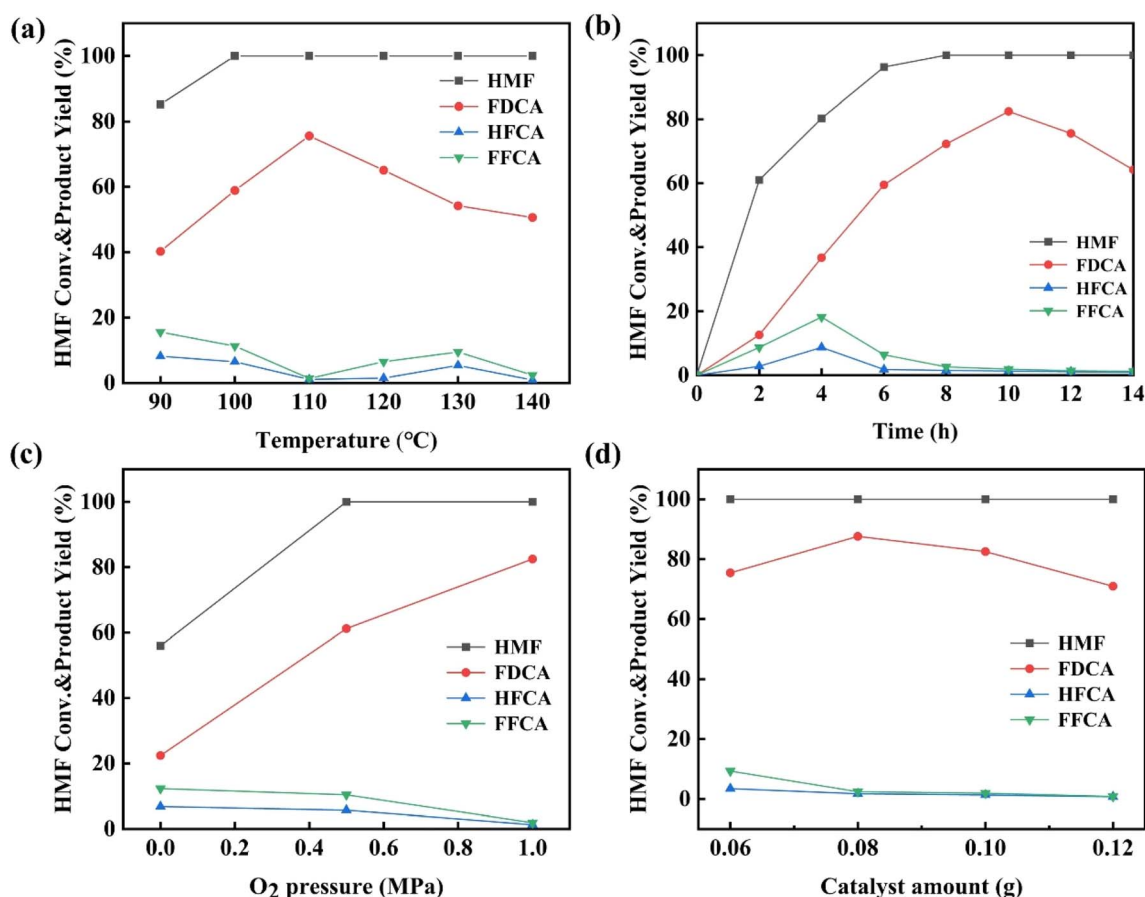 (a)
HMF Conv.&Product Yield (%)
100
80
60
40
20
0
HMF
FDCA
HFCA
FFCA
90 100 110 120 130 140
Temperature (°C)
(b)
HMF Conv.&Product Yield (%)
100
80
60
40
20
0
HMF
FDCA
HFCA
FFCA
0 2 4 6 8 10 12 14
Time (h)
(c)
HMF Conv.&Product Yield (%)
100
80
60
40
20
0
HMF
FDCA
HFCA
FFCA
0.0 0.2 0.4 0.6 0.8 1.0
O2 pressure (MPa)
(d)
HMF Conv.&Product Yield (%)
100
80
60
40
20
0
HMF
FDCA
HFCA
FFCA
0.06 0.08 0.10 0.12
Catalyst amount (g)